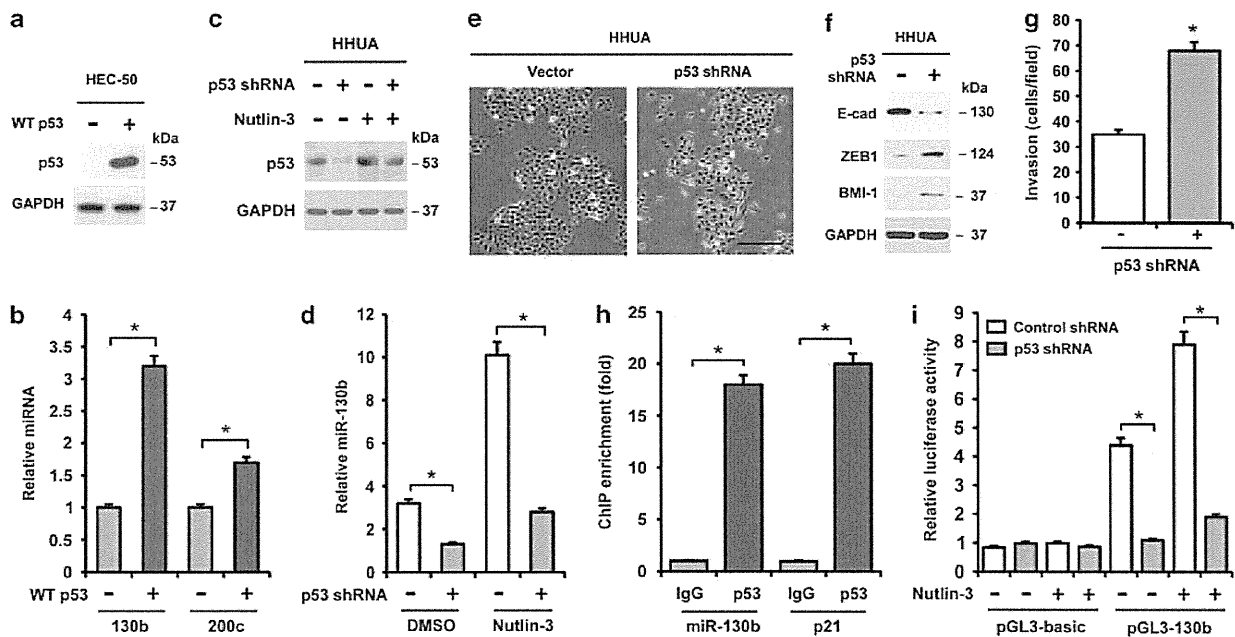 a
HEC-50
WT p53 - +
kDa
p53 - 53
GAPDH - 37
c
HHUA
p53 shRNA - + - +
Nutlin-3 - - + +
kDa
p53 - 53
GAPDH - 37
e
HHUA
Vector p53 shRNA
f
HHUA
p53
shRNA - + kDa
E-cad - 130
ZEB1 - 124
BMI-1 - 37
GAPDH - 37
g
Invasion (cells/field)
80
70
60
50
40
30
20
10
0
*
- +
p53 shRNA
b
Relative miRNA
4
3.5
3
2.5
2
1.5
1
0.5
0
*
*
WT p53 - + - +
130b 200c
d
Relative miR-130b
12
10
8
6
4
2
0
*
*
p53 shRNA - + - +
DMSO Nutlin-3
h
ChIP enrichment (fold)
25
20
15
10
5
0
*
*
IgG p53 IgG p53
miR-130b p21
i
Relative luciferase activity
9
8
7
6
5
4
3
2
1
0
Control shRNA
p53 shRNA
*
*
Nutlin-3 - - + + - - + +
pGL3-basic pGL3-130b